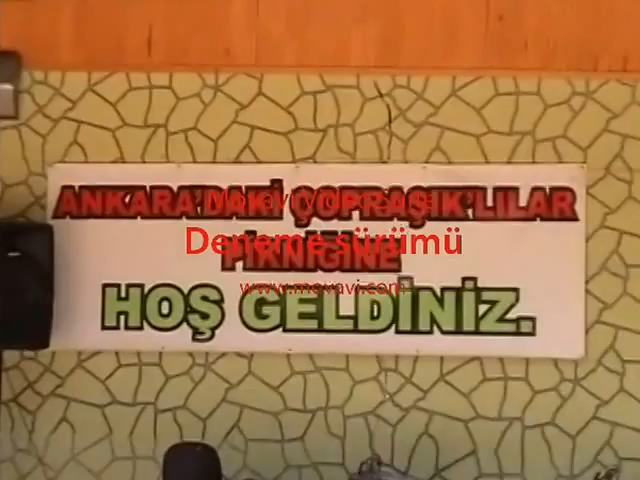 ANKARA'DAKİ ÇOPRAŞIK'LILAR
PİKNİĞİNE
Deneme sürümü
www.movavi.com
HOŞ GELDİNİZ.